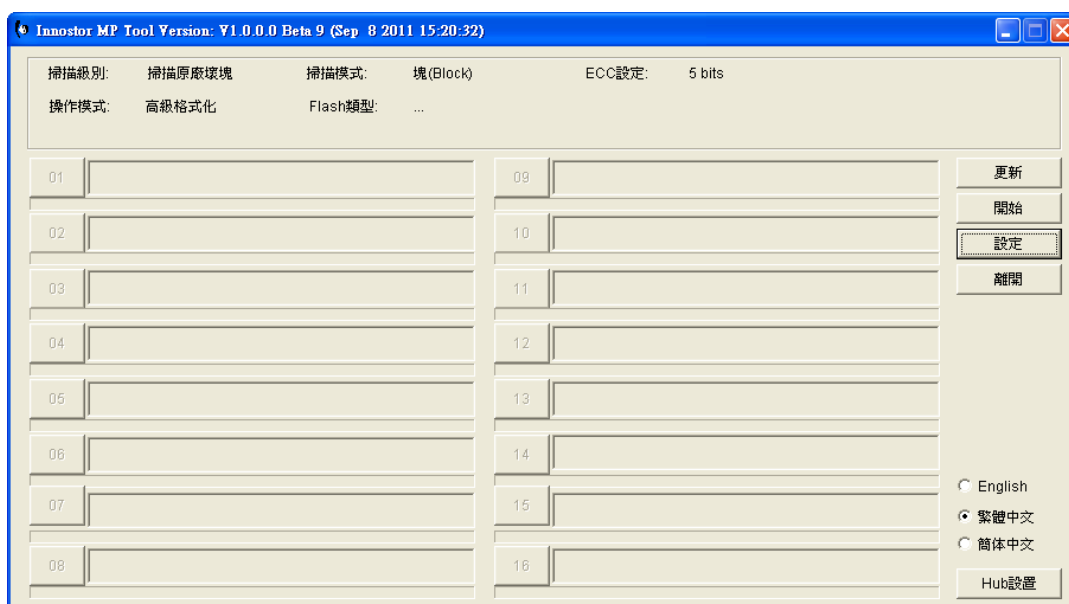 Innostor MP Tool Version: V1.0.0.0 Beta 9 (Sep  8 2011 15:20:32)
掃描級別: 掃描原廠壞塊 掃描模式: 塊(Block) ECC設定: 5 bits
操作模式: 高級格式化 Flash類型: ...
01 09 更新
開始
02 10 設定
03 11 離開
04 12
05 13
06 14
English
07 15 繁體中文
簡体中文
08 16 Hub設置